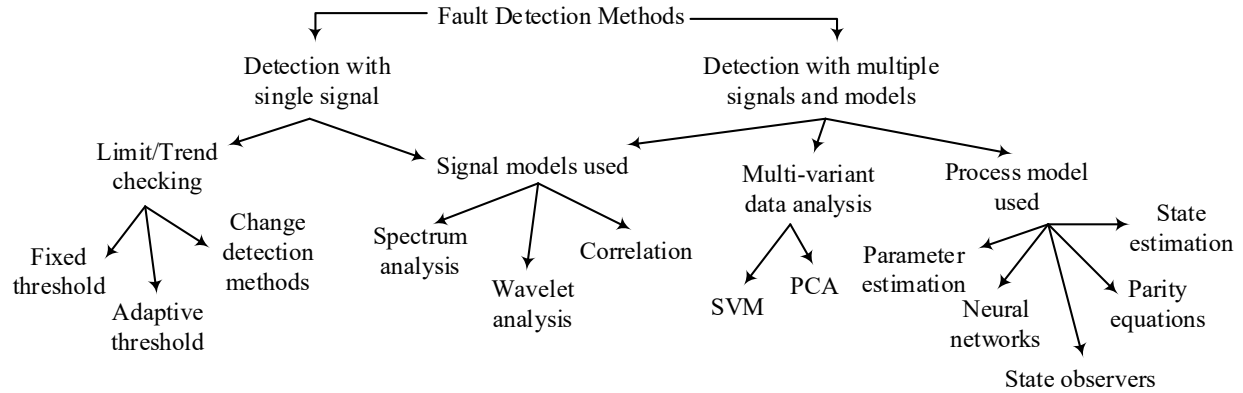 Fault Detection Methods
Detection with
single signal
Detection with multiple
signals and models
Limit/Trend
checking
Signal models used
Multi-variant
data analysis
Process model
used
Fixed
threshold
Adaptive
threshold
Change
detection
methods
Spectrum
analysis
Wavelet
analysis
Correlation
SVM
PCA
Parameter
estimation
Neural
networks
State observers
Parity
equations
State
estimation